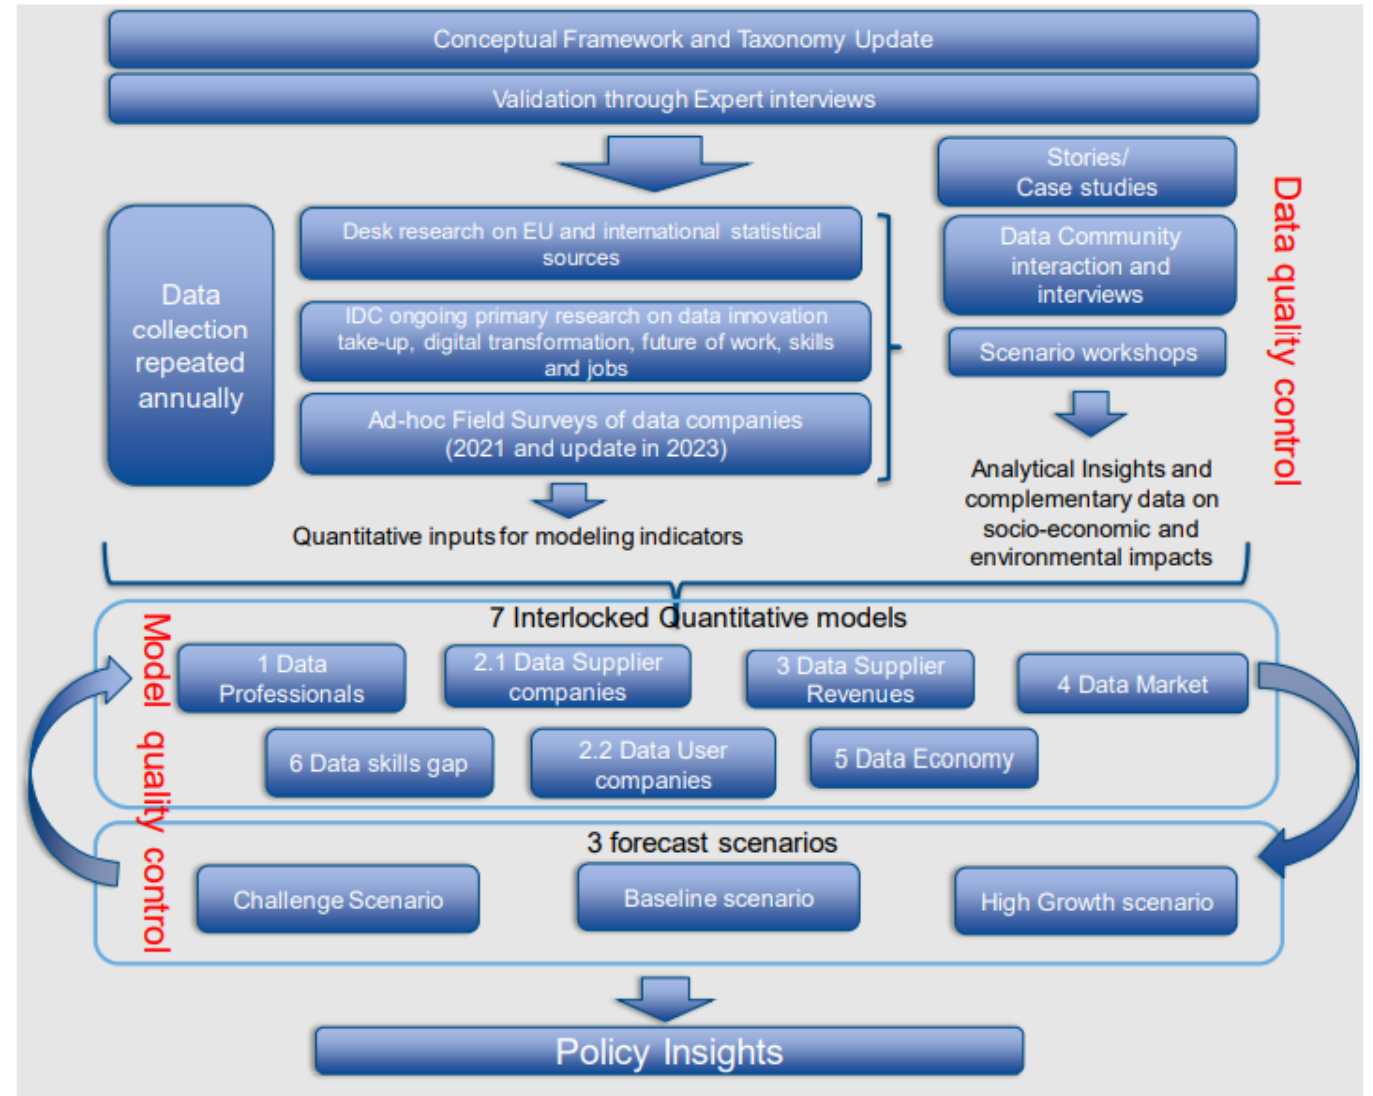 Conceptual Framework and Taxonomy Update
Validation through Expert interviews
Data
collection
repeated
annually
Desk research on EU and international statistical
sources
IDC ongoing primary research on data innovation
take-up, digital transformation, future of work, skills
and jobs
Ad-hoc Field Surveys of data companies
(2021 and update in 2023)
Quantitative inputs for modeling indicators
Stories/
Case studies
Data Community
interaction and
interviews
Scenario workshops
Analytical Insights and
complementary data on
socio-economic and
environmental impacts
Data quality control
7 Interlocked Quantitative models
1 Data
Professionals
2.1 Data Supplier
companies
3 Data Supplier
Revenues
4 Data Market
6 Data skills gap
2.2 Data User
companies
5 Data Economy
Model quality control
3 forecast scenarios
Challenge Scenario
Baseline scenario
High Growth scenario
Policy Insights